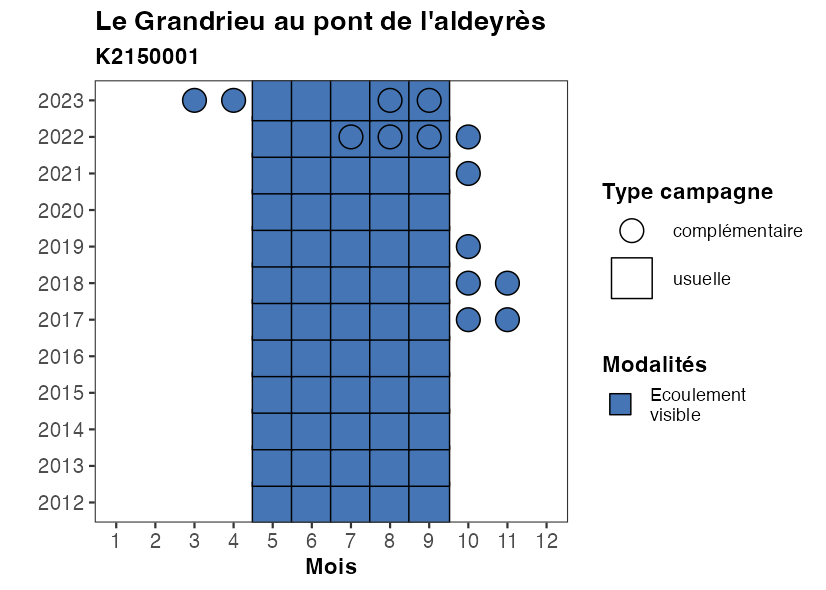 Le Grandrieu au pont de l'aldeyrès
K2150001
2023
2022
2021
2020
2019
2018
2017
2016
2015
2014
2013
2012
1 2 3 4 5 6 7 8 9 10 11 12
Mois
Type campagne
complémentaire
usuelle
Modalités
Ecoulement
visible